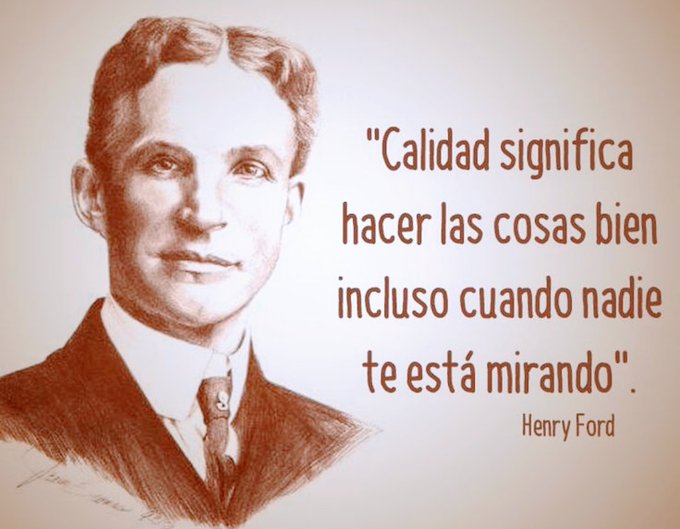 "Calidad significa
hacer las cosas bien
incluso cuando nadie
te está mirando".
Henry Ford